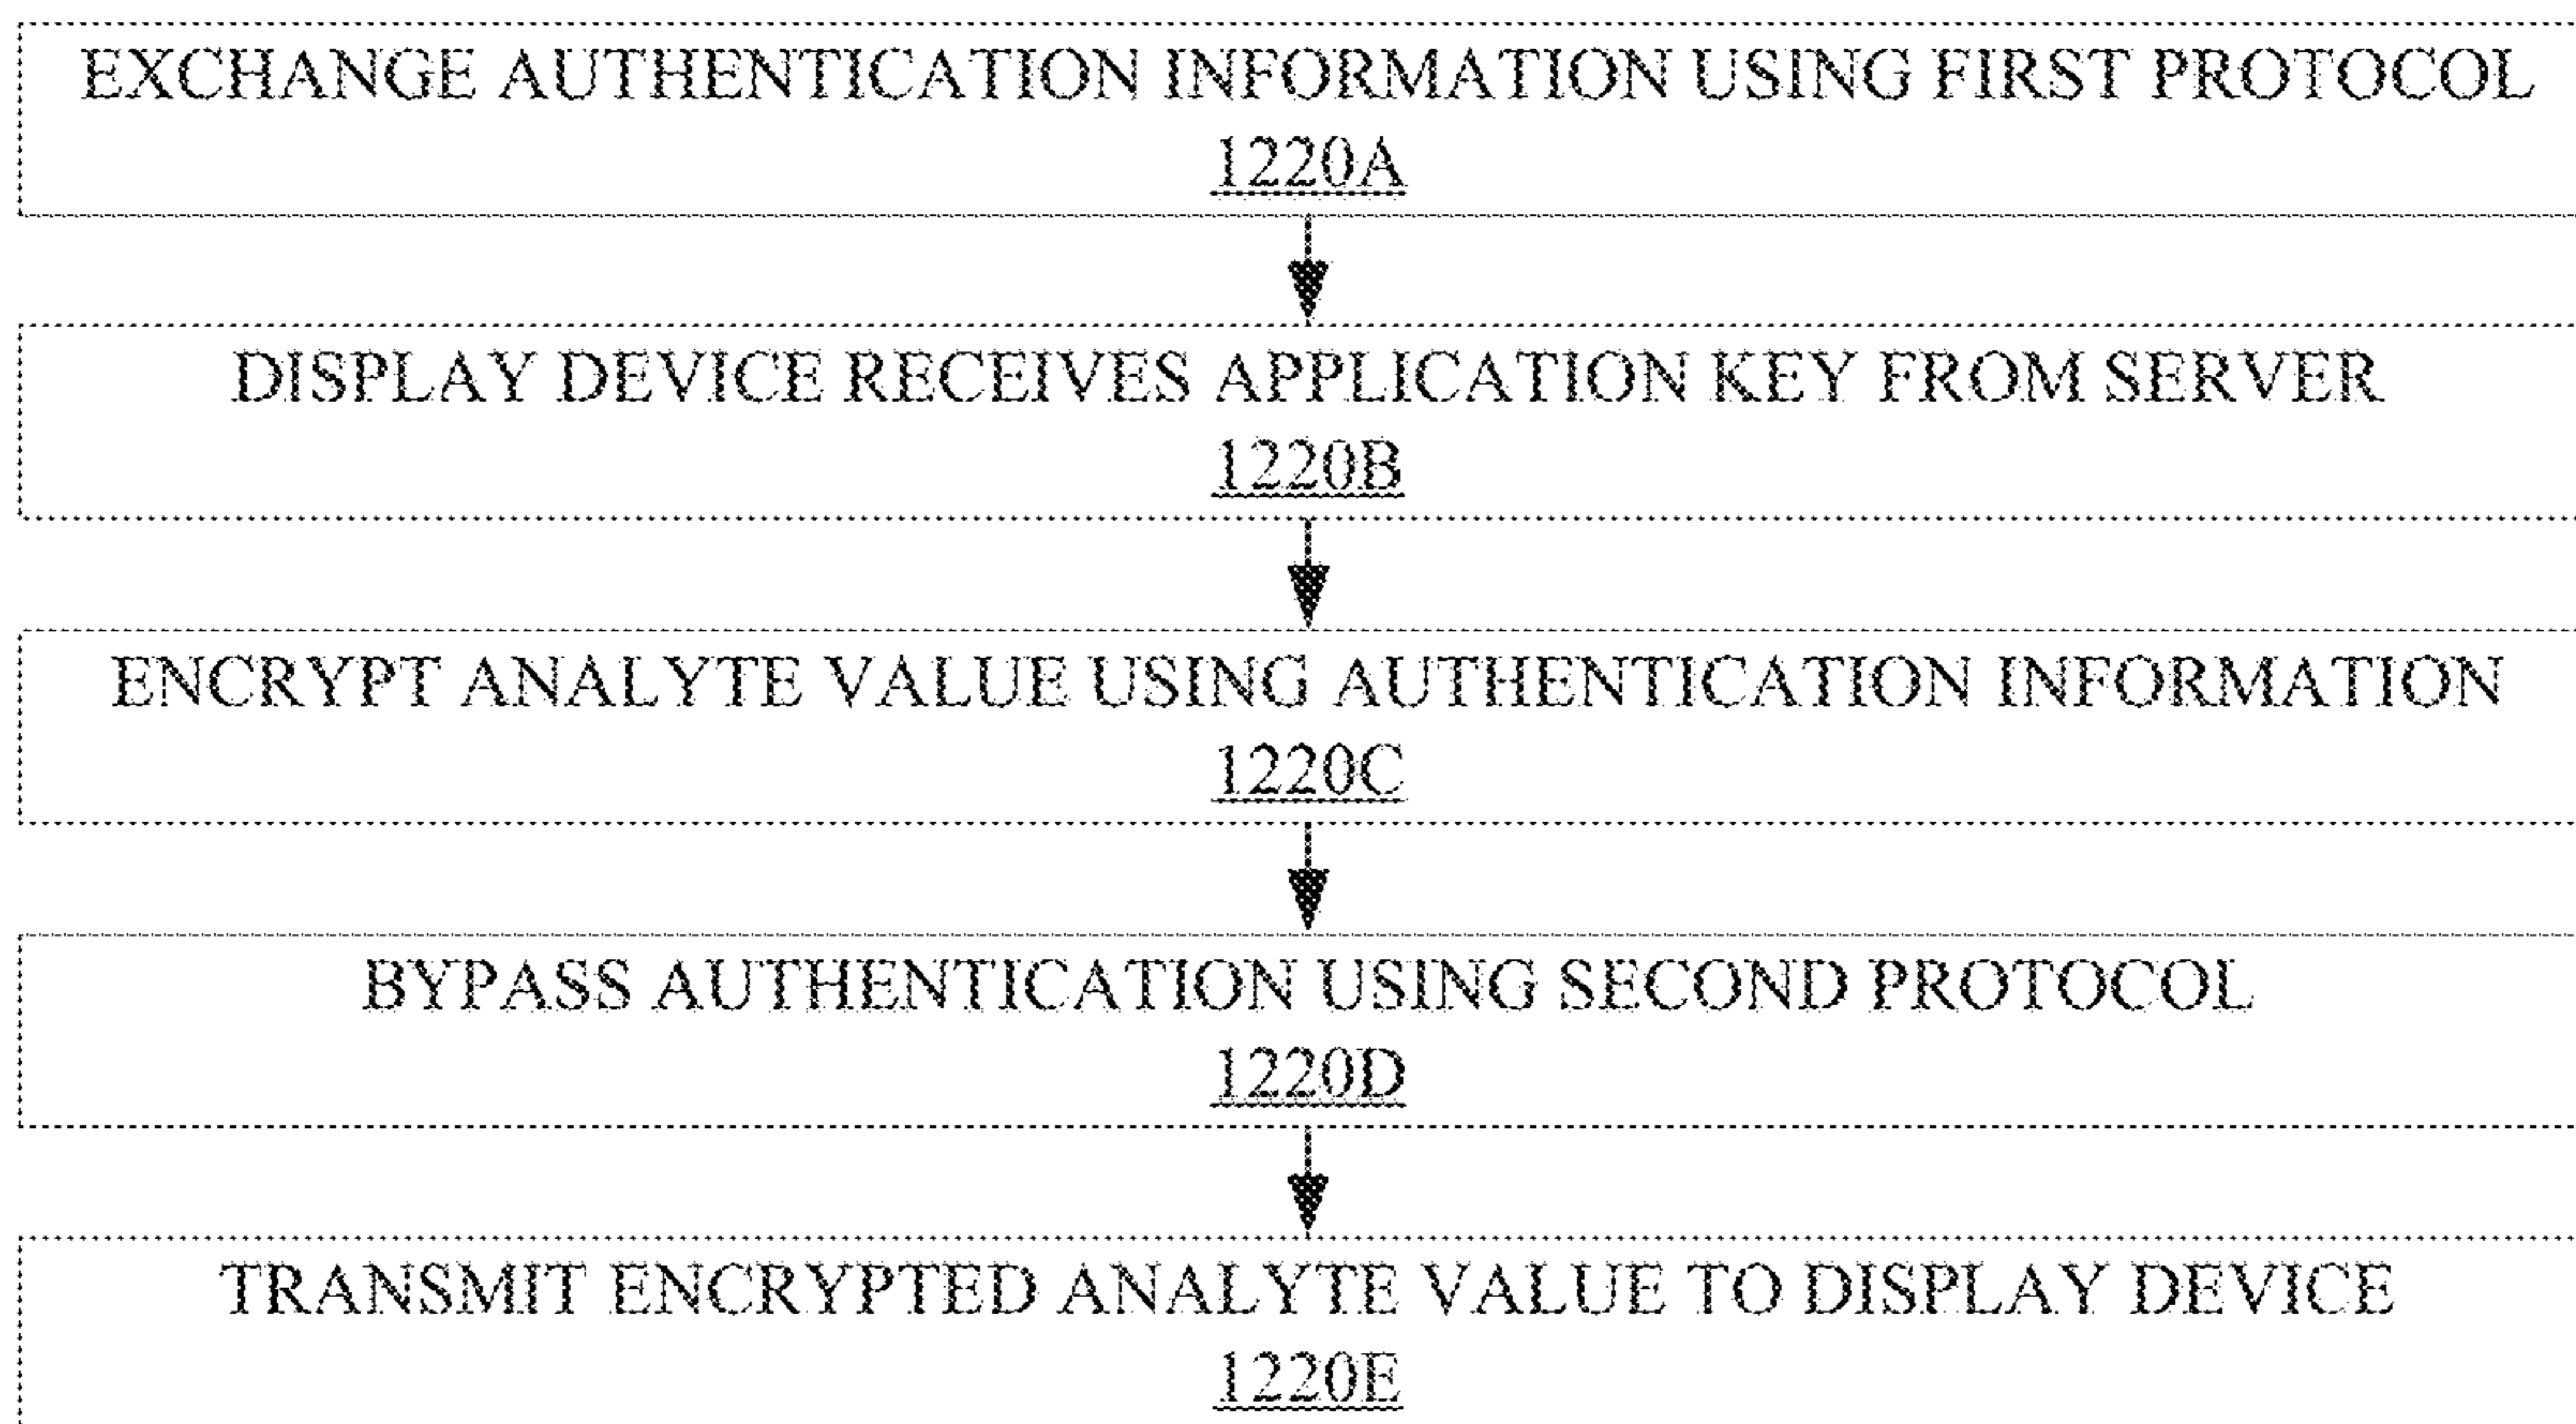 EXCHANGE AUTHENTICATION INFORMATION USING FIRST PROTOCOL
1220A
DISPLAY DEVICE RECEIVES APPLICATION KEY FROM SERVER
1220B
ENCRYPT ANALYTE VALUE USING AUTHENTICATION INFORMATION
1220C
BYPASS AUTHENTICATION USING SECOND PROTOCOL
1220D
TRANSMIT ENCRYPTED ANALYTE VALUE TO DISPLAY DEVICE
1220E